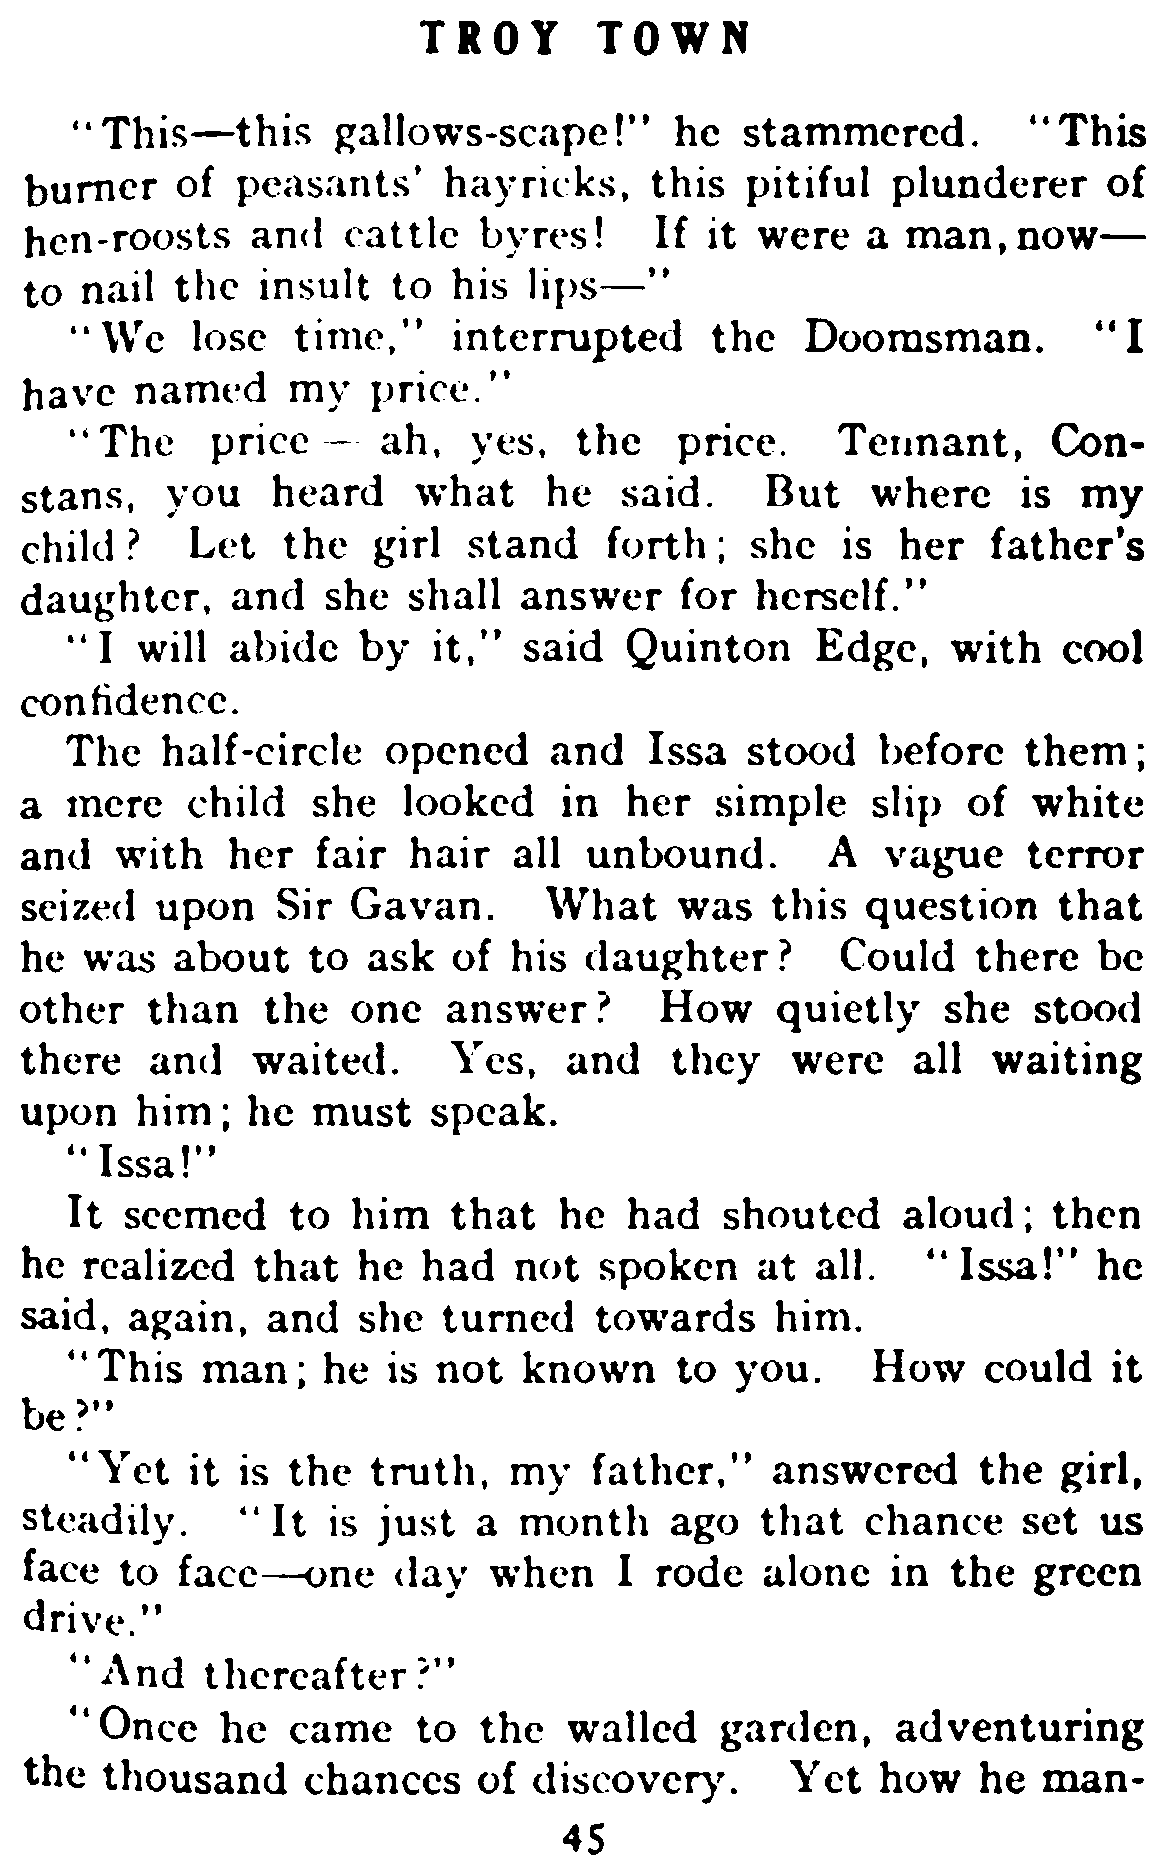 TROY TOWN
"This—this gallows-scape!" he stammered. "This
burner of peasants' hayricks, this pitiful plunderer of
hen-roosts and cattle byres! If it were a man, now—
to nail the insult to his lips—"
"We lose time," interrupted the Doomsman. "I
have named my price."
"The price—ah, yes, the price. Tennant, Con-
stans, you heard what he said. But where is my
child? Let the girl stand forth; she is her father's
daughter, and she shall answer for herself."
"I will abide by it," said Quinton Edge, with cool
confidence.
The half-circle opened and Issa stood before them;
a mere child she looked in her simple slip of white
and with her fair hair all unbound. A vague terror
seized upon Sir Gavan. What was this question that
he was about to ask of his daughter? Could there be
other than the one answer? How quietly she stood
there and waited. Yes, and they were all waiting
upon him; he must speak.
"Issa!"
It seemed to him that he had shouted aloud; then
he realized that he had not spoken at all. "Issa!" he
said, again, and she turned towards him.
"This man; he is not known to you. How could it
be?"
"Yet it is the truth, my father," answered the girl,
steadily. "It is just a month ago that chance set us
face to face—one day when I rode alone in the green
drive."
"And thereafter?"
"Once he came to the walled garden, adventuring
the thousand chances of discovery. Yet how he man-
45